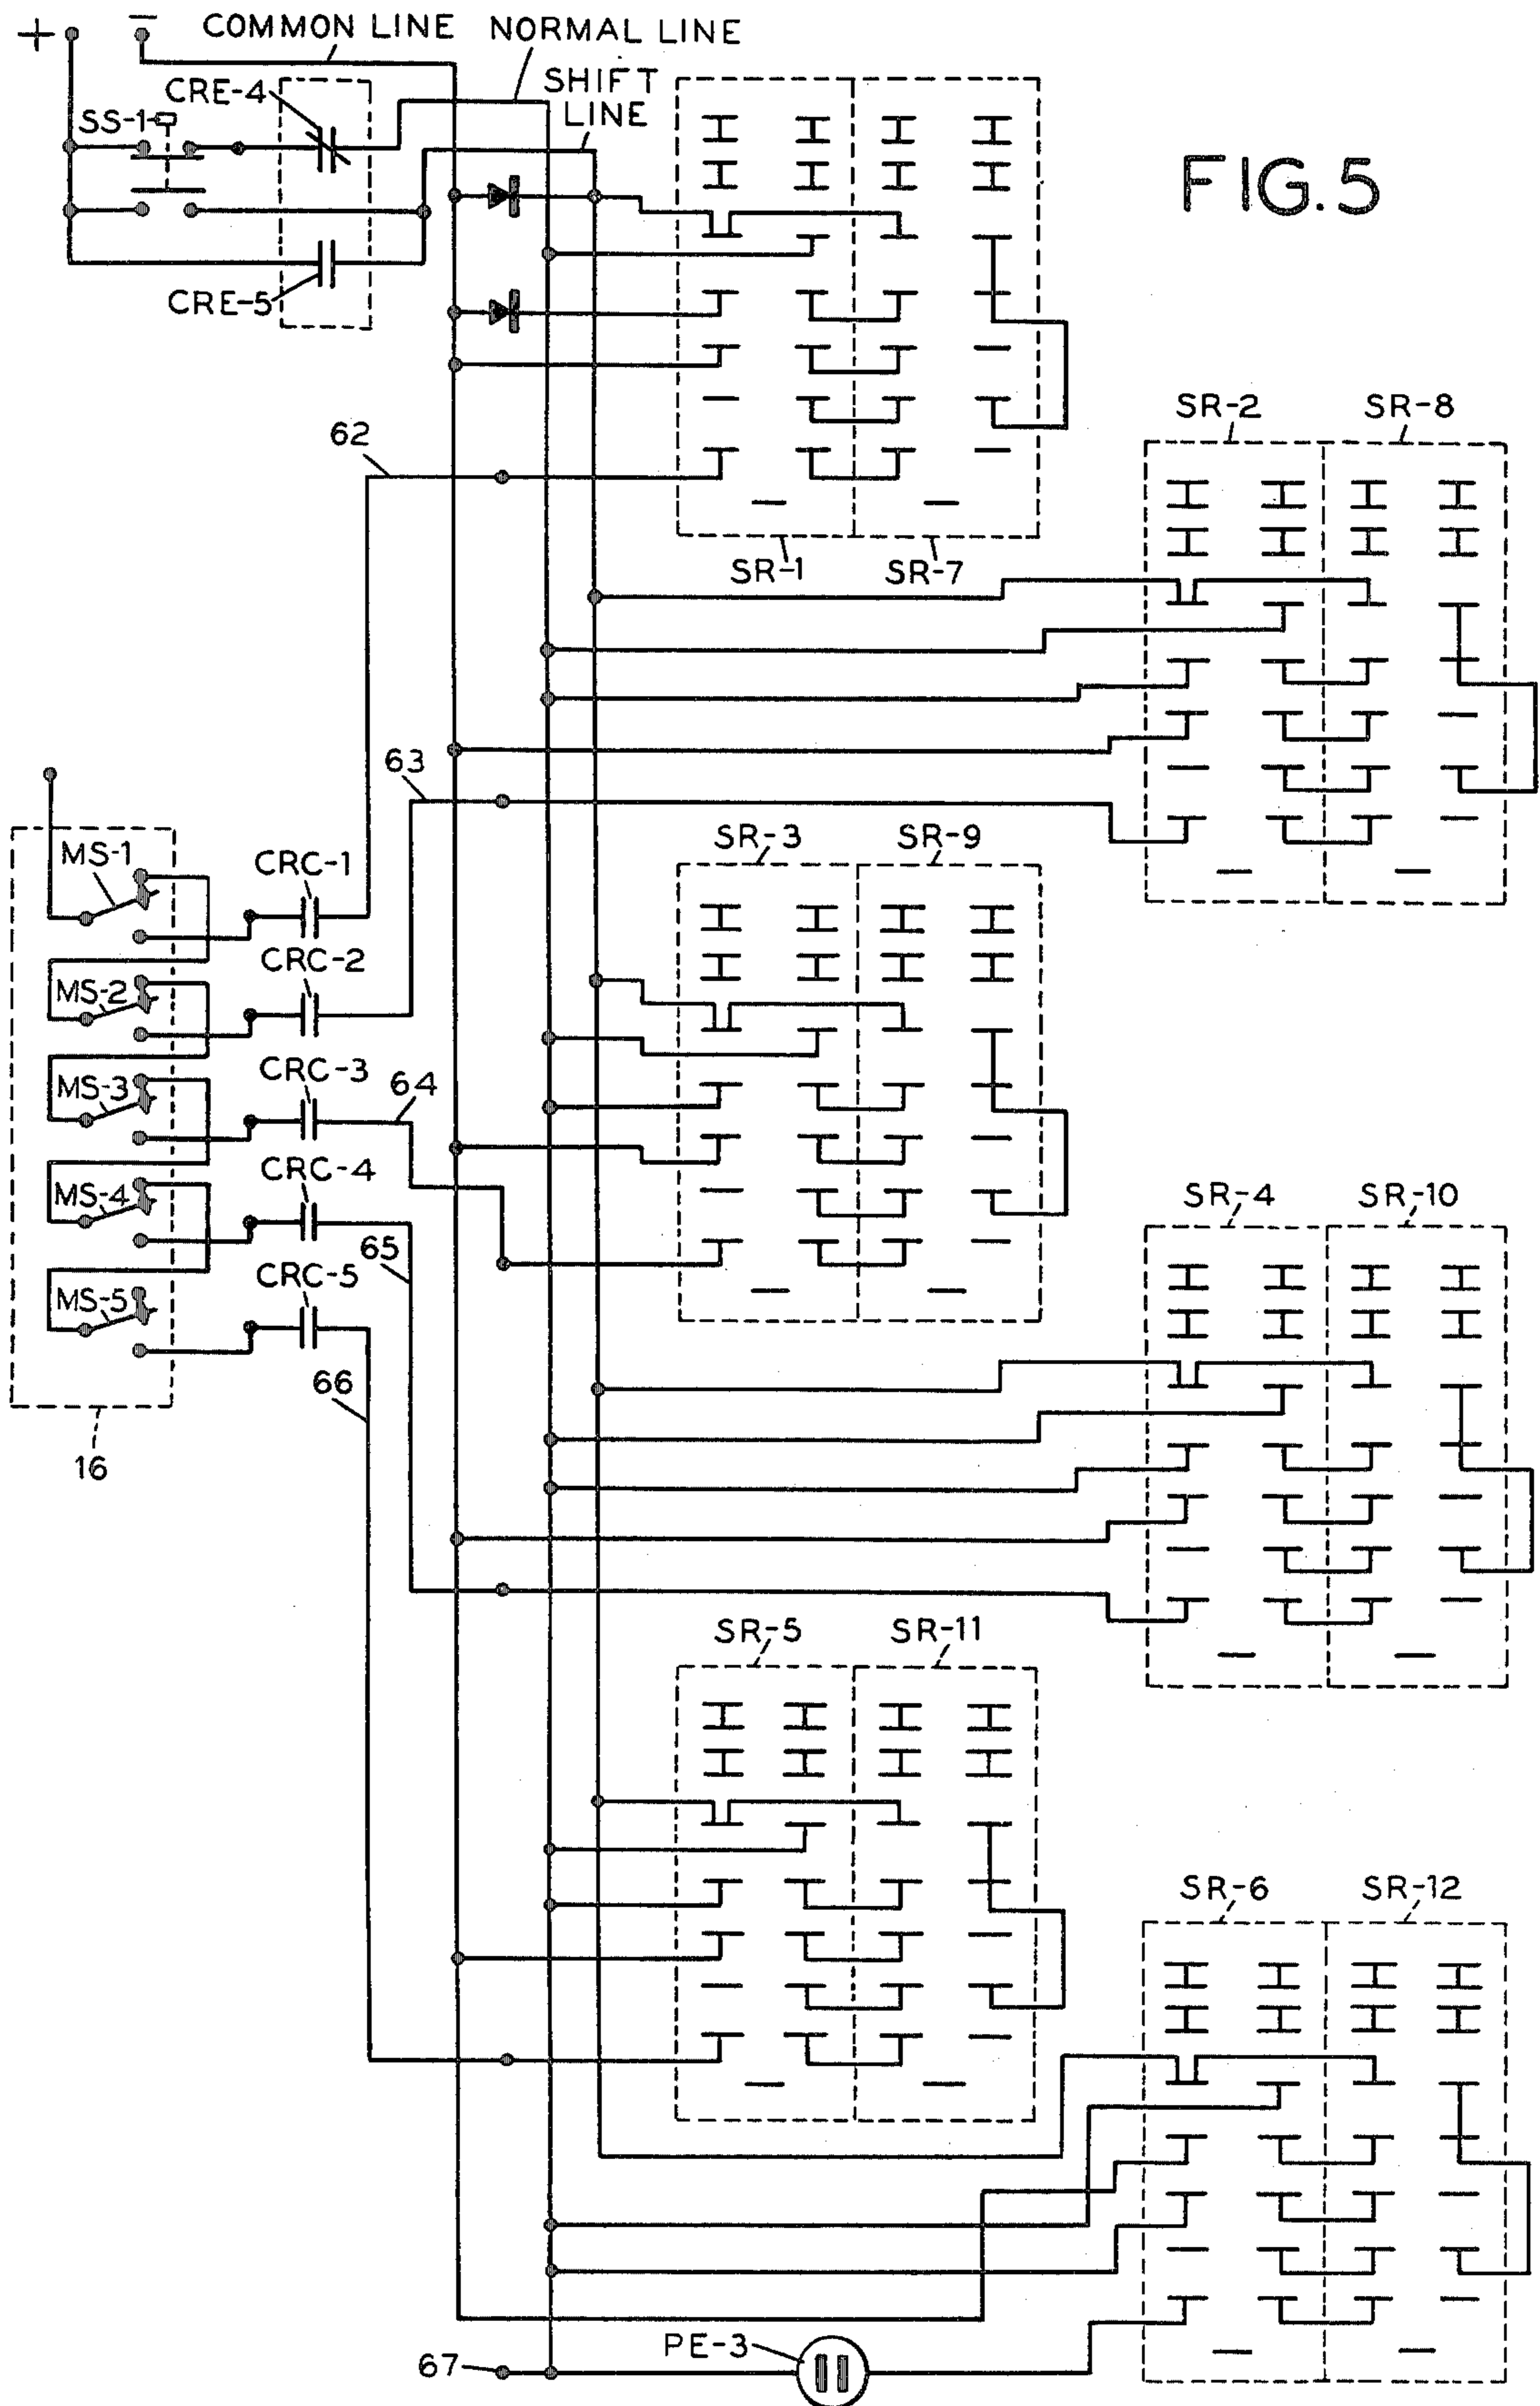 + − COMMON LINE NORMAL LINE
SHIFT
LINE
CRE-4
SS-1
FIG.5
CRE-5
SR-2 SR-8
62
SR-1 SR-7
63
SR-3 SR-9
MS-1
CRC-1
CRC-2
MS-2
CRC-3
64
MS-3
CRC-4
MS-4
SR-4 SR-10
65
CRC-5
MS-5
66
16
SR-5 SR-11
SR-6 SR-12
PE-3
67